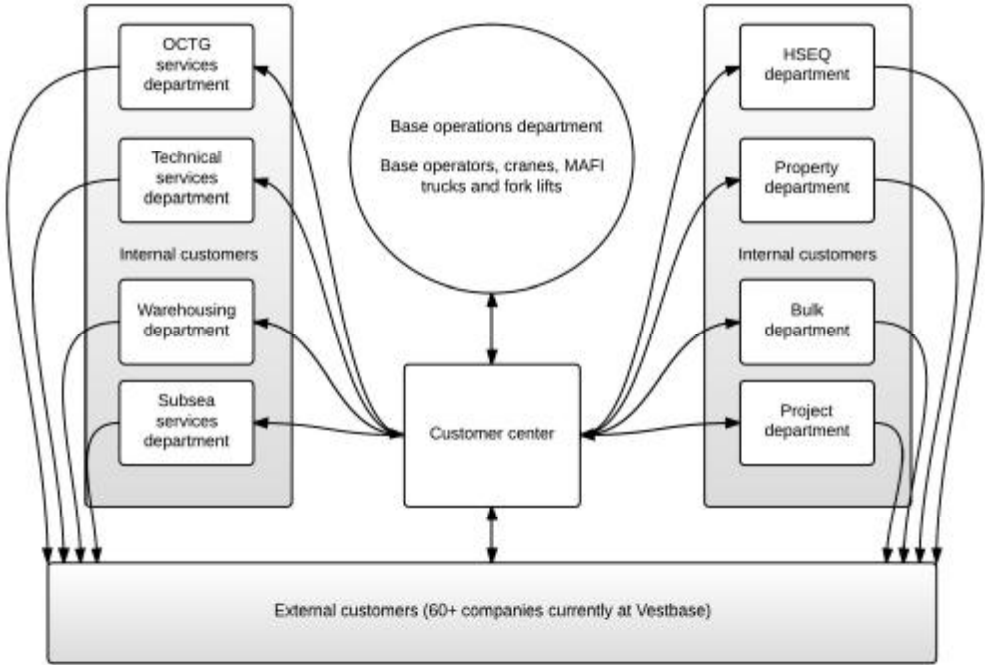 OCTG
services
department
Technical
services
department
Internal customers
Warehousing
department
Subsea
services
department
Base operations department
Base operators, cranes, MAFI
trucks and fork lifts
Customer center
HSEQ
department
Property
department
Internal customers
Bulk
department
Project
department
External customers (60+ companies currently at Vestbase)